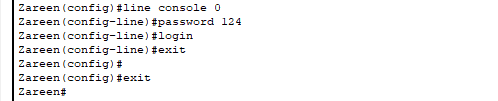 Zareen(config)#line console 0
Zareen(config-line)#password 124
Zareen(config-line)#login
Zareen(config-line)#exit
Zareen(config)#
Zareen(config)#exit
Zareen#